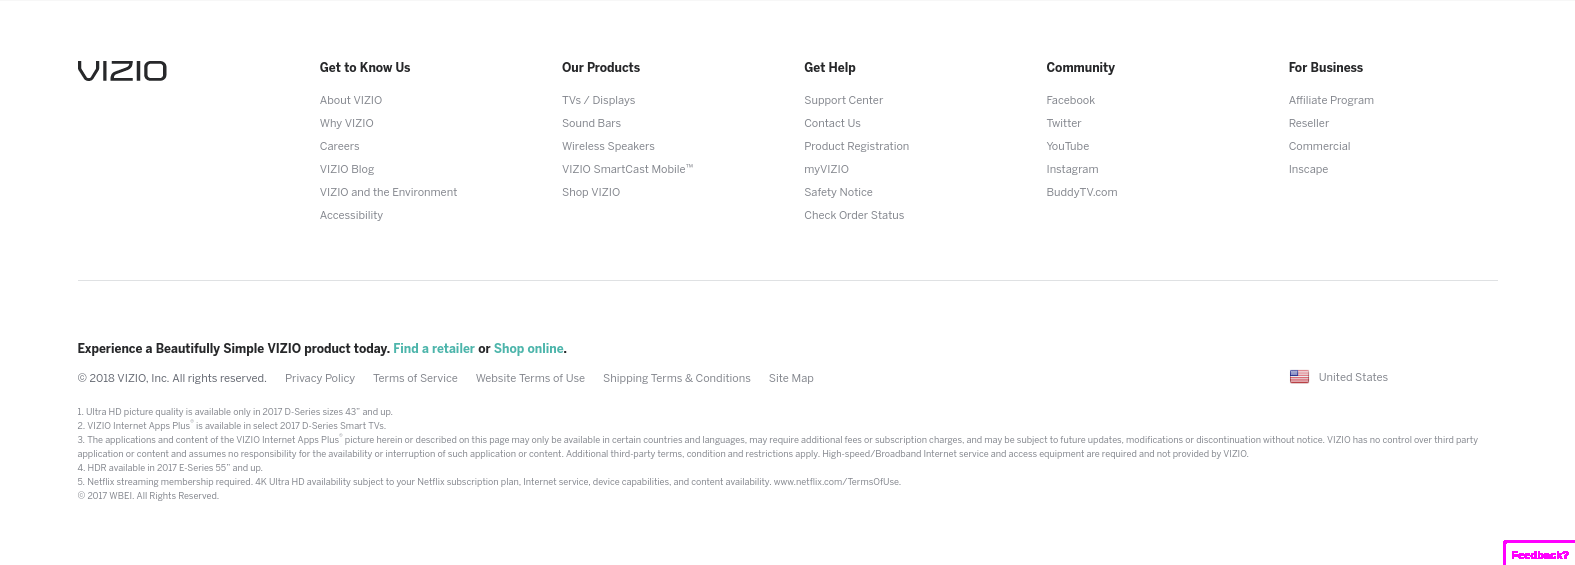 VIZIO
Get to Know Us
About VIZIO
Why VIZIO
Careers
VIZIO Blog
VIZIO and the Environment
Accessibility
Our Products
TVs / Displays
Sound Bars
Wireless Speakers
VIZIO SmartCast Mobile™
Shop VIZIO
Get Help
Support Center
Contact Us
Product Registration
myVIZIO
Safety Notice
Check Order Status
Community
Facebook
Twitter
YouTube
Instagram
BuddyTV.com
For Business
Affiliate Program
Reseller
Commercial
Inscape
Experience a Beautifully Simple VIZIO product today. Find a retailer or Shop online.
© 2018 VIZIO, Inc. All rights reserved. Privacy Policy Terms of Service Website Terms of Use Shipping Terms & Conditions Site Map
United States
1. Ultra HD picture quality is available only in 2017 D-Series sizes 43” and up.
2. VIZIO Internet Apps Plus® is available in select 2017 D-Series Smart TVs.
3. The applications and content of the VIZIO Internet Apps Plus® picture herein or described on this page may only be available in certain countries and languages, may require additional fees or subscription charges, and may be subject to future updates, modifications or discontinuation without notice. VIZIO has no control over third party
application or content and assumes no responsibility for the availability or interruption of such application or content. Additional third-party terms, condition and restrictions apply. High-speed/Broadband Internet service and access equipment are required and not provided by VIZIO.
4. HDR available in 2017 E-Series 55” and up.
5. Netflix streaming membership required. 4K Ultra HD availability subject to your Netflix subscription plan, Internet service, device capabilities, and content availability. www.netflix.com/TermsOfUse.
© 2017 WBEI. All Rights Reserved.
Feedback?